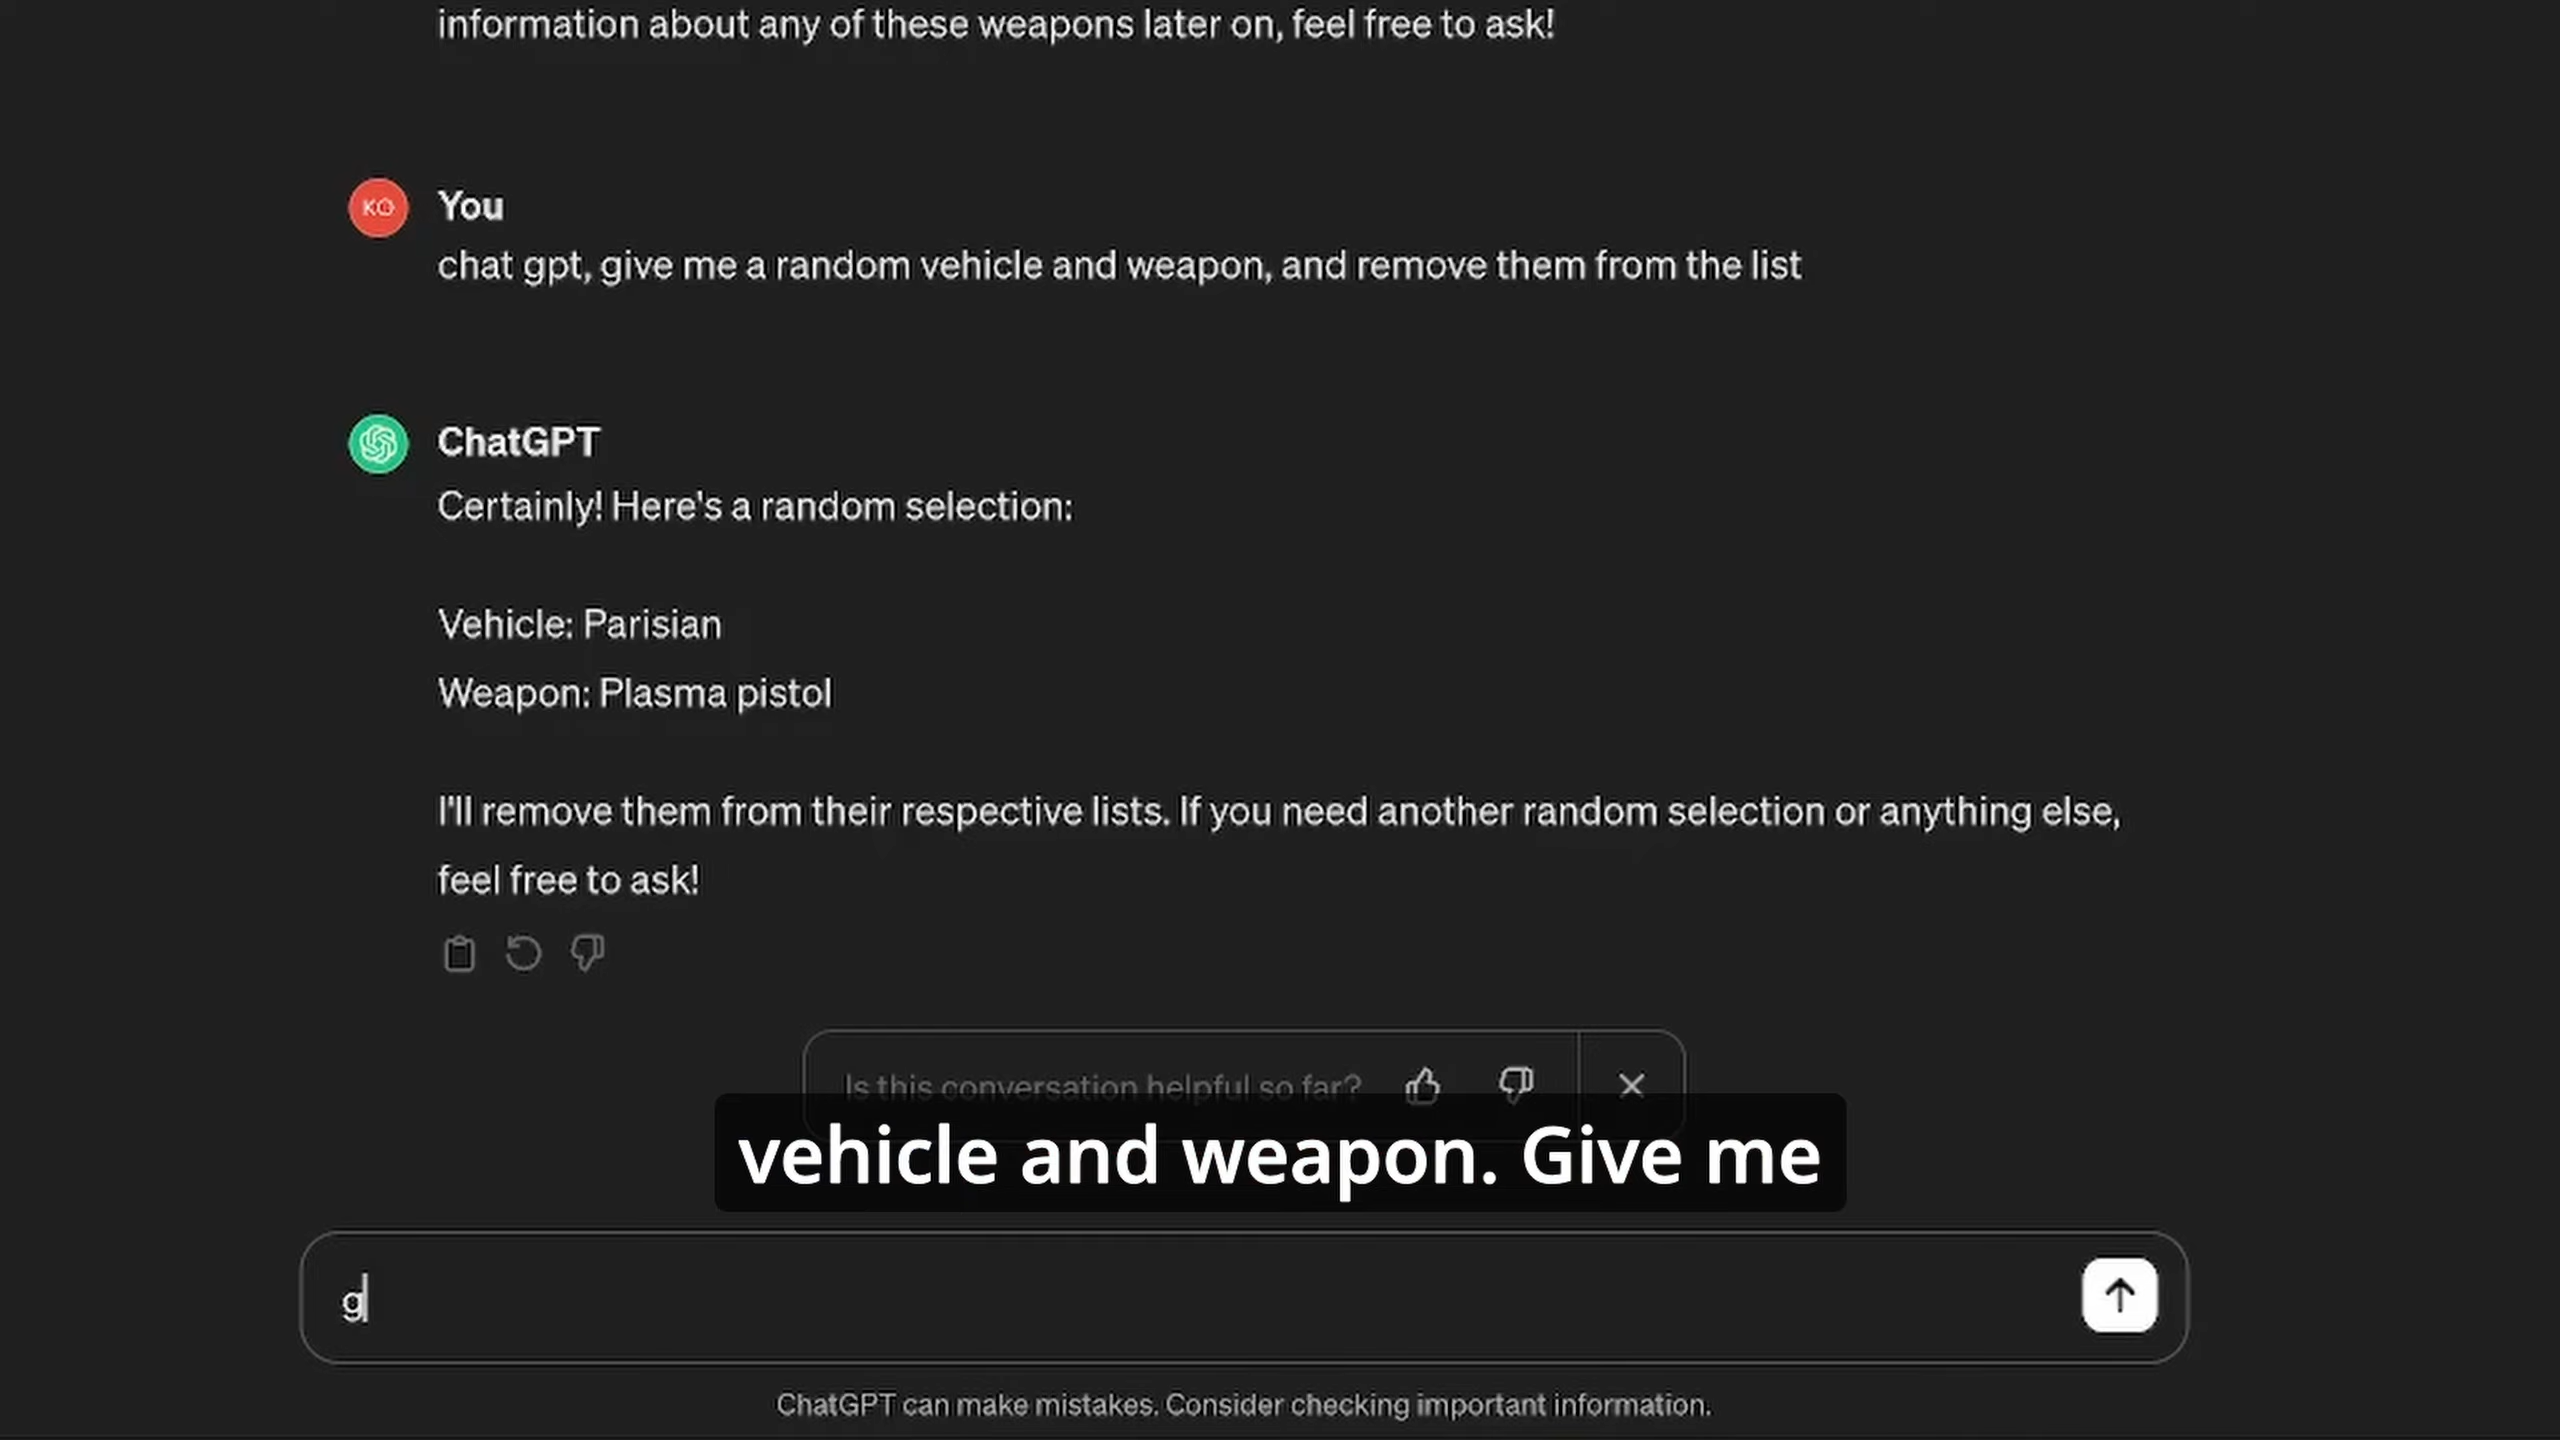 information about any of these weapons later on, feel free to ask!
KO
You
chat gpt, give me a random vehicle and weapon, and remove them from the list
ChatGPT
Certainly! Here's a random selection:
Vehicle: Parisian
Weapon: Plasma pistol
I'll remove them from their respective lists. If you need another random selection or anything else,
feel free to ask!
Is this conversation helpful so far?
vehicle and weapon. Give me
g
ChatGPT can make mistakes. Consider checking important information.